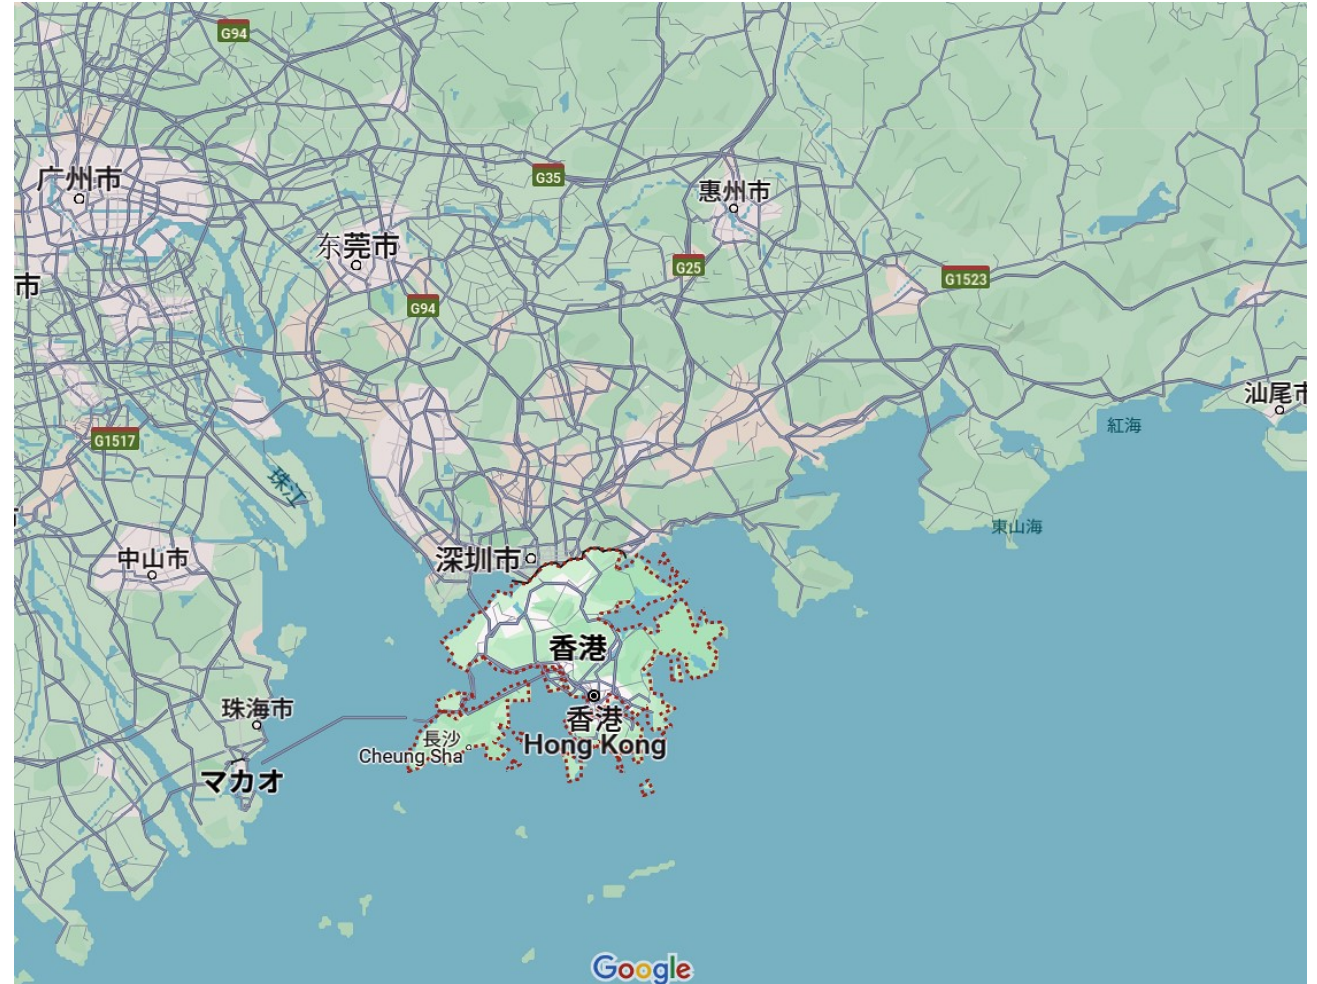 G94
广州市
G35
惠州市
东莞市
G25
G1523
市
G94
汕尾市
紅海
G1517
珠江
東山海
中山市
深圳市
香港
珠海市
香港
Hong Kong
長沙
Cheung Sha
マカオ
Google